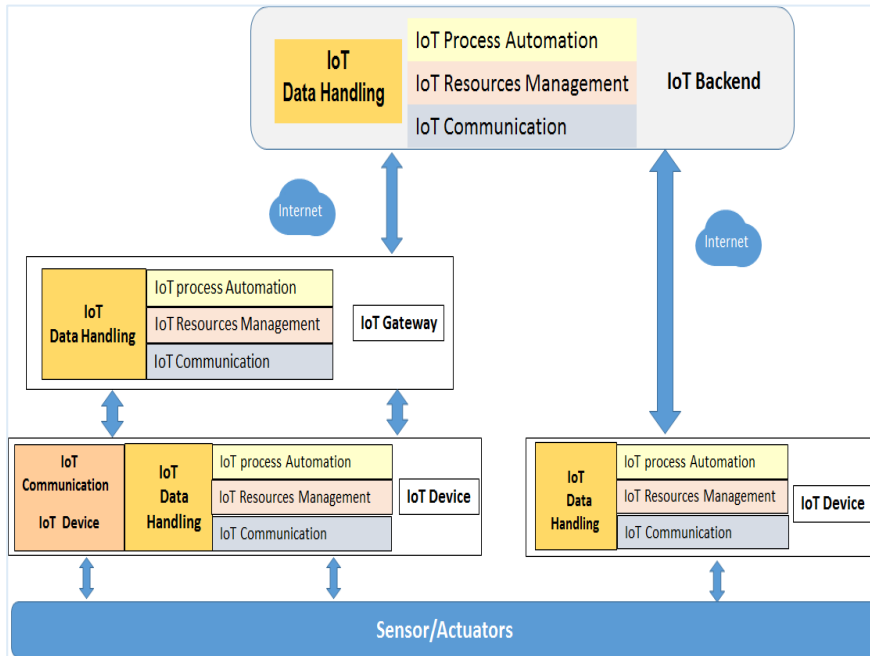 IoT
Data Handling
IoT Process Automation
IoT Resources Management
IoT Communication
IoT Backend
Internet
Internet
IoT
Data Handling
IoT process Automation
IoT Resources Management
IoT Communication
IoT Gateway
IoT
Communication
IoT Device
IoT
Data
Handling
IoT process Automation
IoT Resources Management
IoT Communication
IoT Device
IoT
Data
Handling
IoT process Automation
IoT Resources Management
IoT Communication
IoT Device
Sensor/Actuators